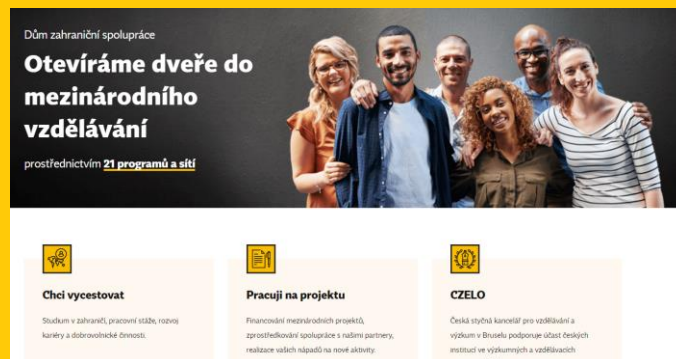 Dům zahraniční spolupráce
Otevíráme dveře do
mezinárodního
vzdělávání
prostřednictvím 21 programů a sítí
Chci vycestovat
Studium v zahraničí, pracovní stáže, rozvoj
kariéry a dobrovolnické činnosti.
Pracuji na projektu
Financování mezinárodních projektů,
zprostředkování spolupráce s našimi partnery,
realizace vašich nápadů na nové aktivity.
CZELO
Česká styčná kancelář pro vzdělávání a
výzkum v Bruselu podporuje účast českých
institucí ve výzkumných a vzdělávacích